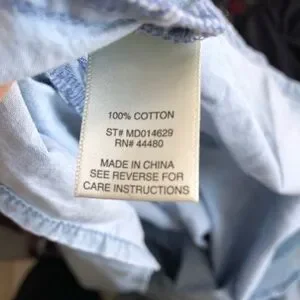 100% COTTON
ST# MD014629
RN# 44480
MADE IN CHINA
SEE REVERSE FOR
CARE INSTRUCTIONS